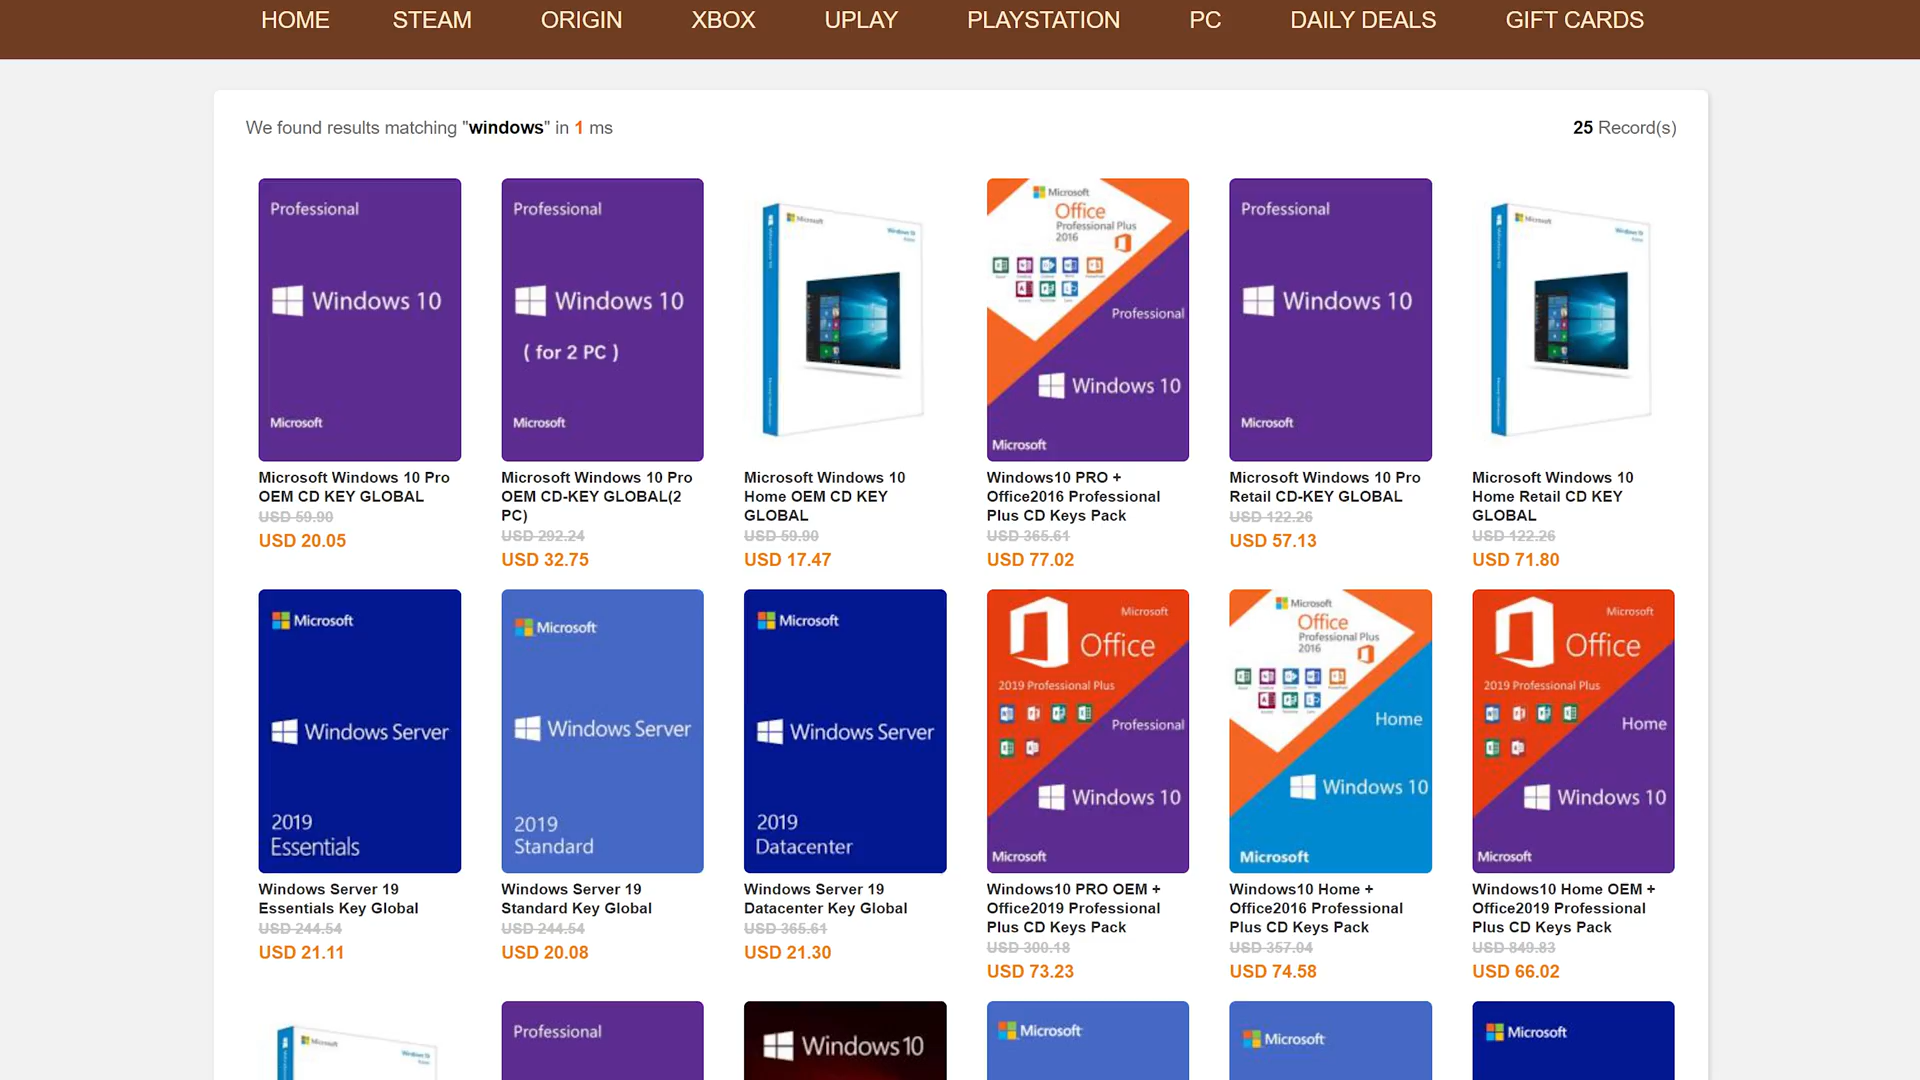 HOME STEAM ORIGIN XBOX UPLAY PLAYSTATION PC DAILY DEALS GIFT CARDS
We found results matching "windows" in 1 ms
25 Record(s)
Professional
Windows 10
Microsoft
Professional
Windows 10
( for 2 PC )
Microsoft
Microsoft
Windows 10
Microsoft
Office
Professional Plus
2016
Professional
Windows 10
Microsoft
Professional
Windows 10
Microsoft
Microsoft
Windows 10
Microsoft Windows 10 Pro
OEM CD KEY GLOBAL
USD 59.90
USD 20.05
Microsoft Windows 10 Pro
OEM CD-KEY GLOBAL(2
PC)
USD 292.24
USD 32.75
Microsoft Windows 10
Home OEM CD KEY
GLOBAL
USD 59.90
USD 17.47
Windows10 PRO +
Office2016 Professional
Plus CD Keys Pack
USD 365.61
USD 77.02
Microsoft Windows 10 Pro
Retail CD-KEY GLOBAL
USD 122.26
USD 57.13
Microsoft Windows 10
Home Retail CD KEY
GLOBAL
USD 122.26
USD 71.80
Microsoft
Windows Server
2019
Essentials
Microsoft
Windows Server
2019
Standard
Microsoft
Windows Server
2019
Datacenter
Microsoft
Office
2019 Professional Plus
Professional
Windows 10
Microsoft
Microsoft
Office
Professional Plus
2016
Home
Windows 10
Microsoft
Microsoft
Office
2019 Professional Plus
Home
Windows 10
Microsoft
Windows Server 19
Essentials Key Global
USD 244.54
USD 21.11
Windows Server 19
Standard Key Global
USD 244.54
USD 20.08
Windows Server 19
Datacenter Key Global
USD 365.61
USD 21.30
Windows10 PRO OEM +
Office2019 Professional
Plus CD Keys Pack
USD 300.18
USD 73.23
Windows10 Home +
Office2016 Professional
Plus CD Keys Pack
USD 357.04
USD 74.58
Windows10 Home OEM +
Office2019 Professional
Plus CD Keys Pack
USD 849.83
USD 66.02
Microsoft
Windows 10
Professional
Windows 10
Microsoft
Microsoft
Microsoft